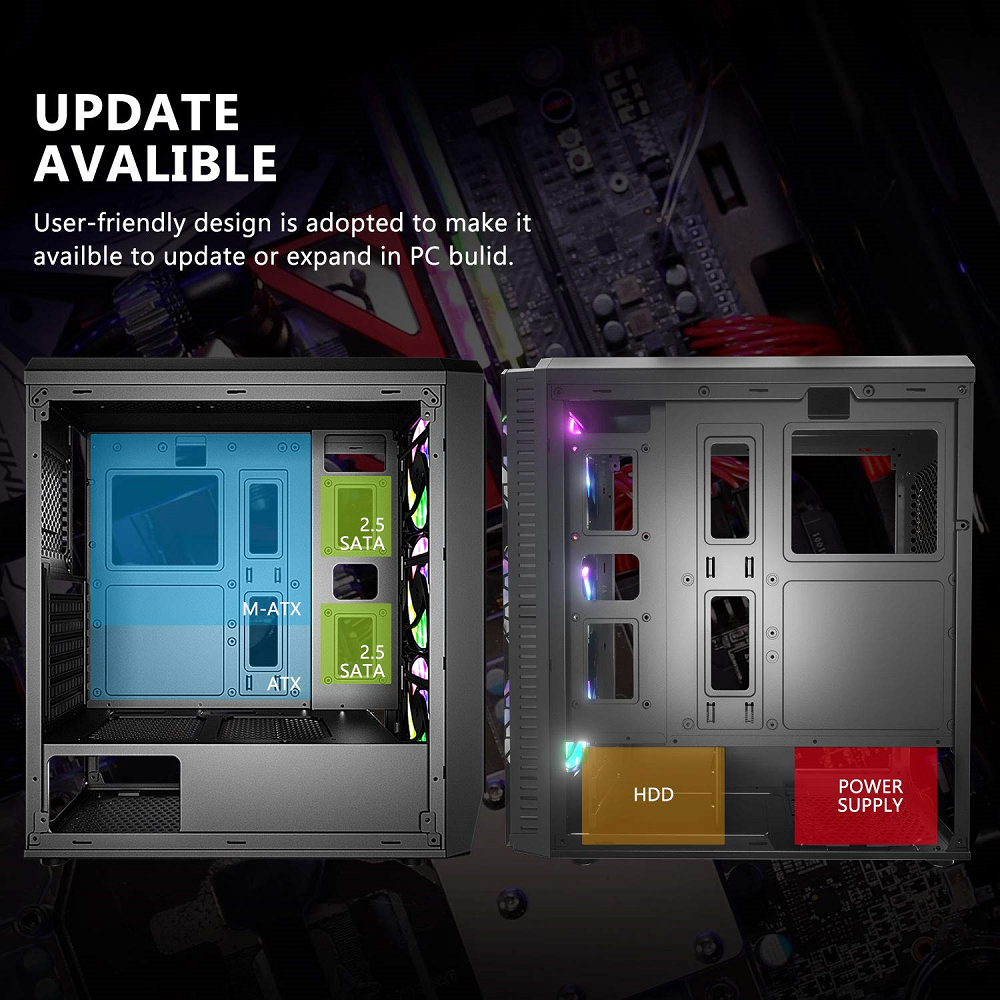 UPDATE
AVALIBLE
User-friendly design is adopted to make it
availble to update or expand in PC bulid.
2.5
SATA
M-ATX
2.5
SATA
ATX
HDD
POWER
SUPPLY